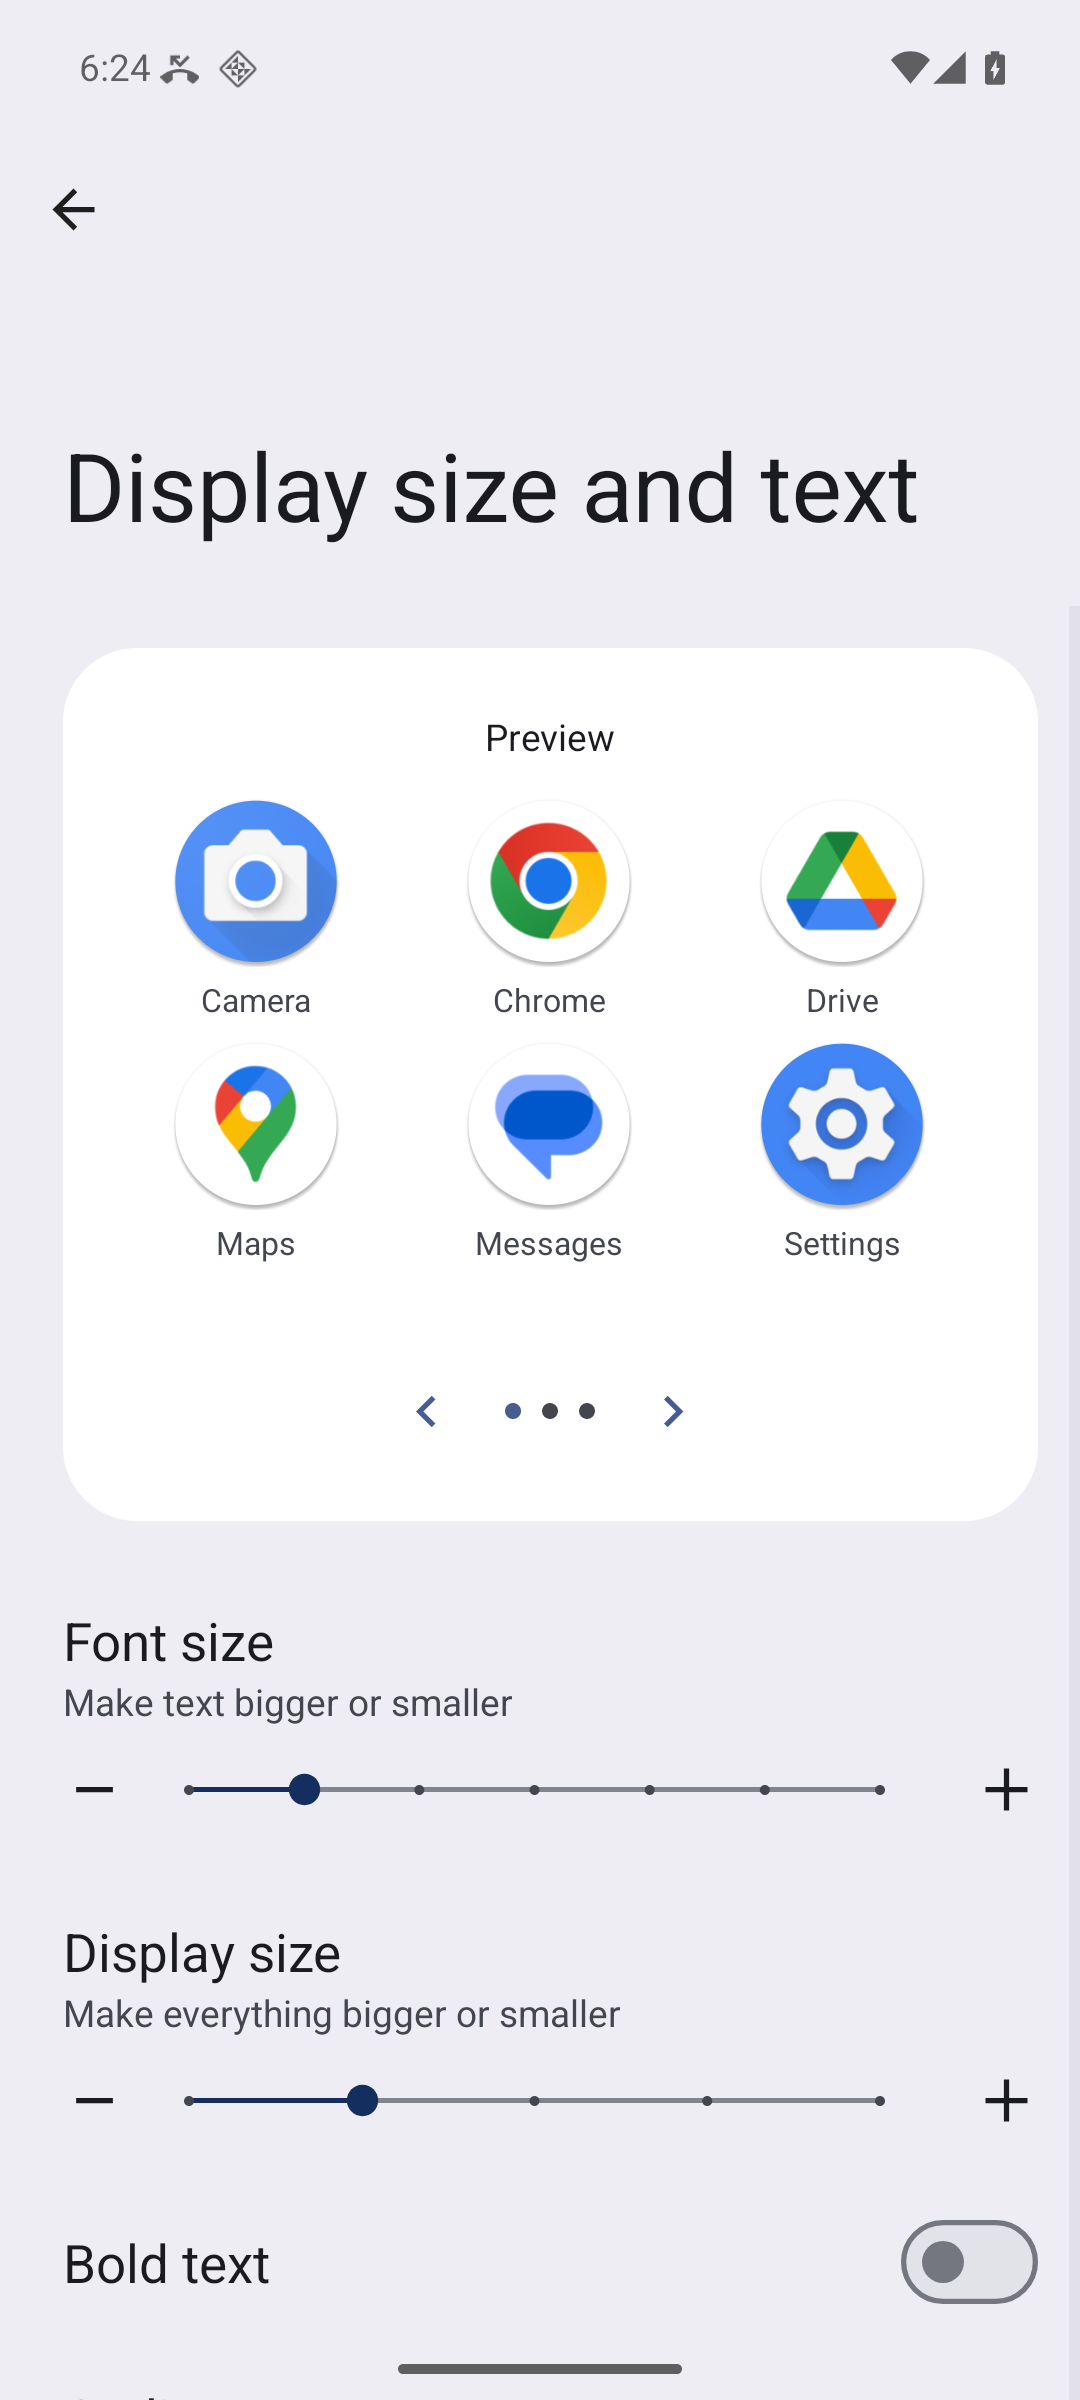 6:24
Display size and text
Preview
Camera Chrome Drive
Maps Messages Settings
Font size
Make text bigger or smaller
Display size
Make everything bigger or smaller
Bold text